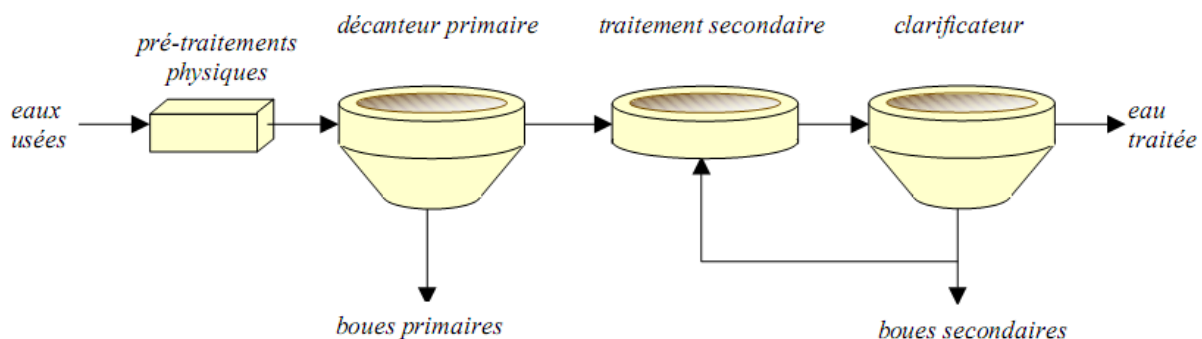 pré-traitements
physiques
décanteur primaire
traitement secondaire
clarificateur
eaux
usées
eau
traitée
boues primaires
boues secondaires